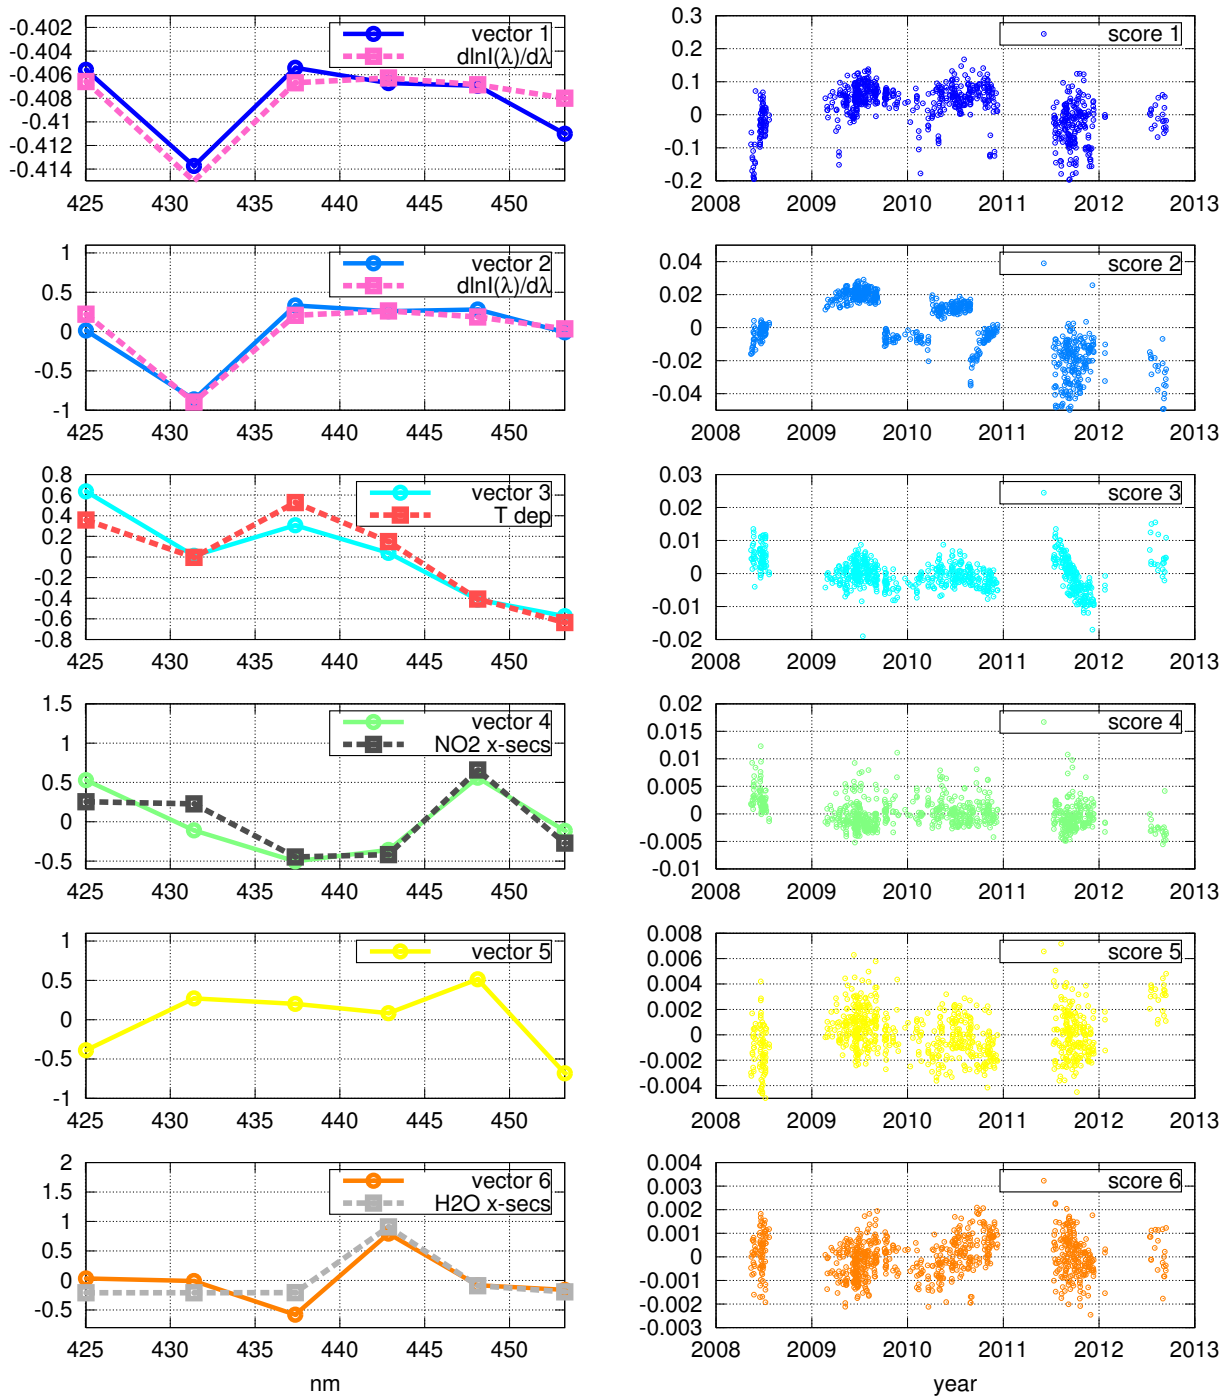 -0.402
-0.404
-0.406
-0.408
-0.41
-0.412
-0.414
vector 1
dlnI(λ)/dλ
425 430 435 440 445 450
0.3
0.2
0.1
0
-0.1
-0.2
score 1
2008 2009 2010 2011 2012 2013
1
0.5
0
-0.5
-1
vector 2
dlnI(λ)/dλ
425 430 435 440 445 450
0.04
0.02
0
-0.02
-0.04
score 2
2008 2009 2010 2011 2012 2013
0.8
0.6
0.4
0.2
0
-0.2
-0.4
-0.6
-0.8
vector 3
T dep
425 430 435 440 445 450
0.03
0.02
0.01
0
-0.01
-0.02
score 3
2008 2009 2010 2011 2012 2013
1.5
1
0.5
0
-0.5
vector 4
NO2 x-secs
425 430 435 440 445 450
0.02
0.015
0.01
0.005
0
-0.005
-0.01
score 4
2008 2009 2010 2011 2012 2013
1
0.5
0
-0.5
-1
vector 5
425 430 435 440 445 450
0.008
0.006
0.004
0.002
0
-0.002
-0.004
score 5
2008 2009 2010 2011 2012 2013
2
1.5
1
0.5
0
-0.5
vector 6
H2O x-secs
425 430 435 440 445 450
nm
0.004
0.003
0.002
0.001
0
-0.001
-0.002
-0.003
score 6
2008 2009 2010 2011 2012 2013
year